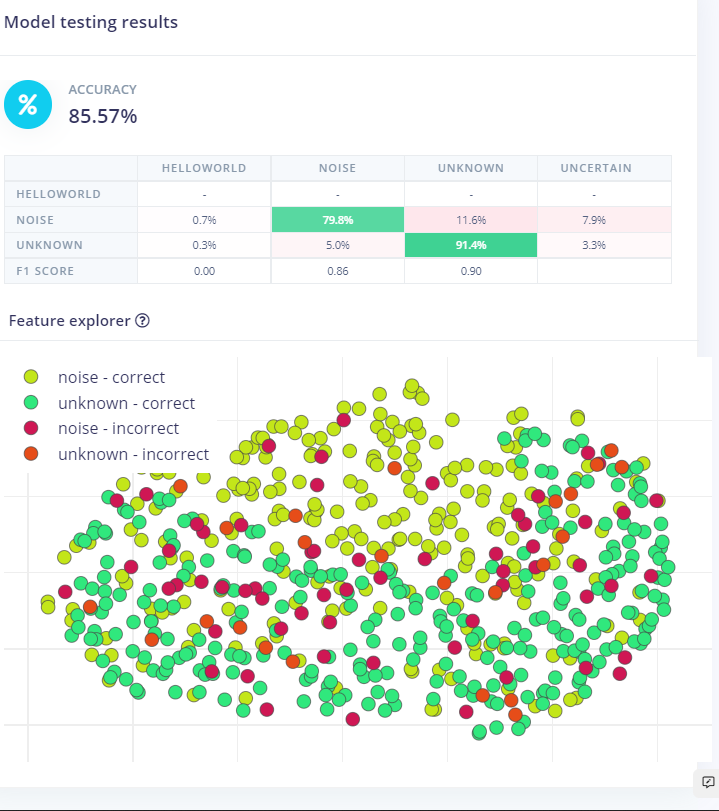 Model testing results
%
ACCURACY
85.57%
HELLOWORLD NOISE UNKNOWN UNCERTAIN
HELLOWORLD - - - -
NOISE 0.7% 79.8% 11.6% 7.9%
UNKNOWN 0.3% 5.0% 91.4% 3.3%
F1 SCORE 0.00 0.86 0.90
Feature explorer ?
noise - correct
unknown - correct
noise - incorrect
unknown - incorrect